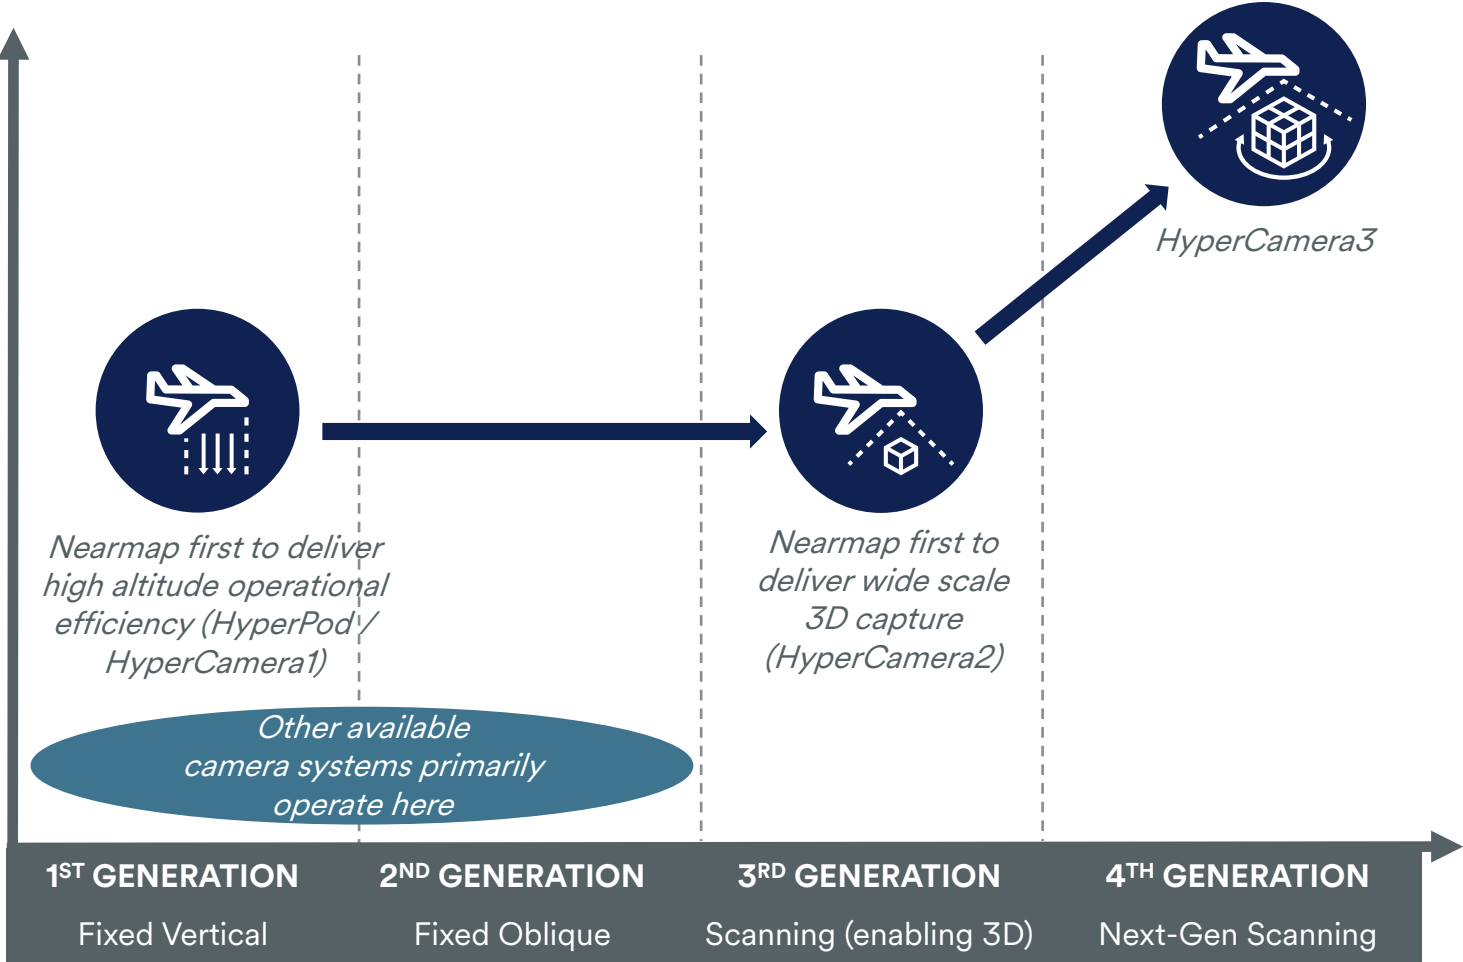 HyperCamera3
Nearmap first to deliver
high altitude operational
efficiency (HyperPod /
HyperCamera1)
Nearmap first to
deliver wide scale
3D capture
(HyperCamera2)
Other available
camera systems primarily
operate here
1ST GENERATION
Fixed Vertical
2ND GENERATION
Fixed Oblique
3RD GENERATION
Scanning (enabling 3D)
4TH GENERATION
Next-Gen Scanning